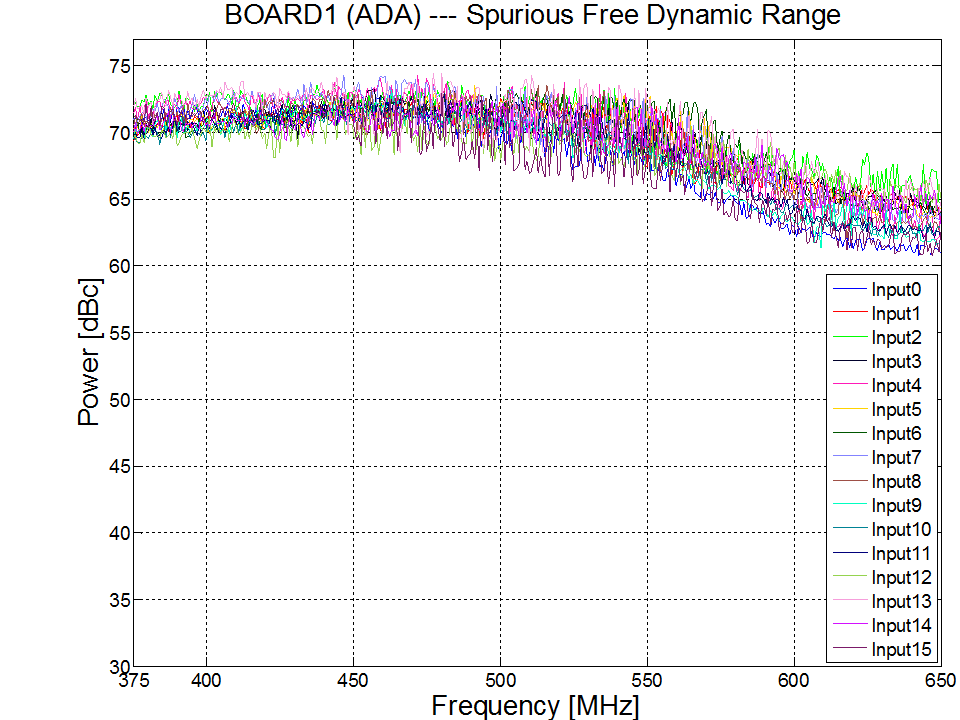 BOARD1 (ADA) --- Spurious Free Dynamic Range
Power [dBc]
75
70
65
60
55
50
45
40
35
30
375
400
450
500
550
600
650
Frequency [MHz]
Input0
Input1
Input2
Input3
Input4
Input5
Input6
Input7
Input8
Input9
Input10
Input11
Input12
Input13
Input14
Input15